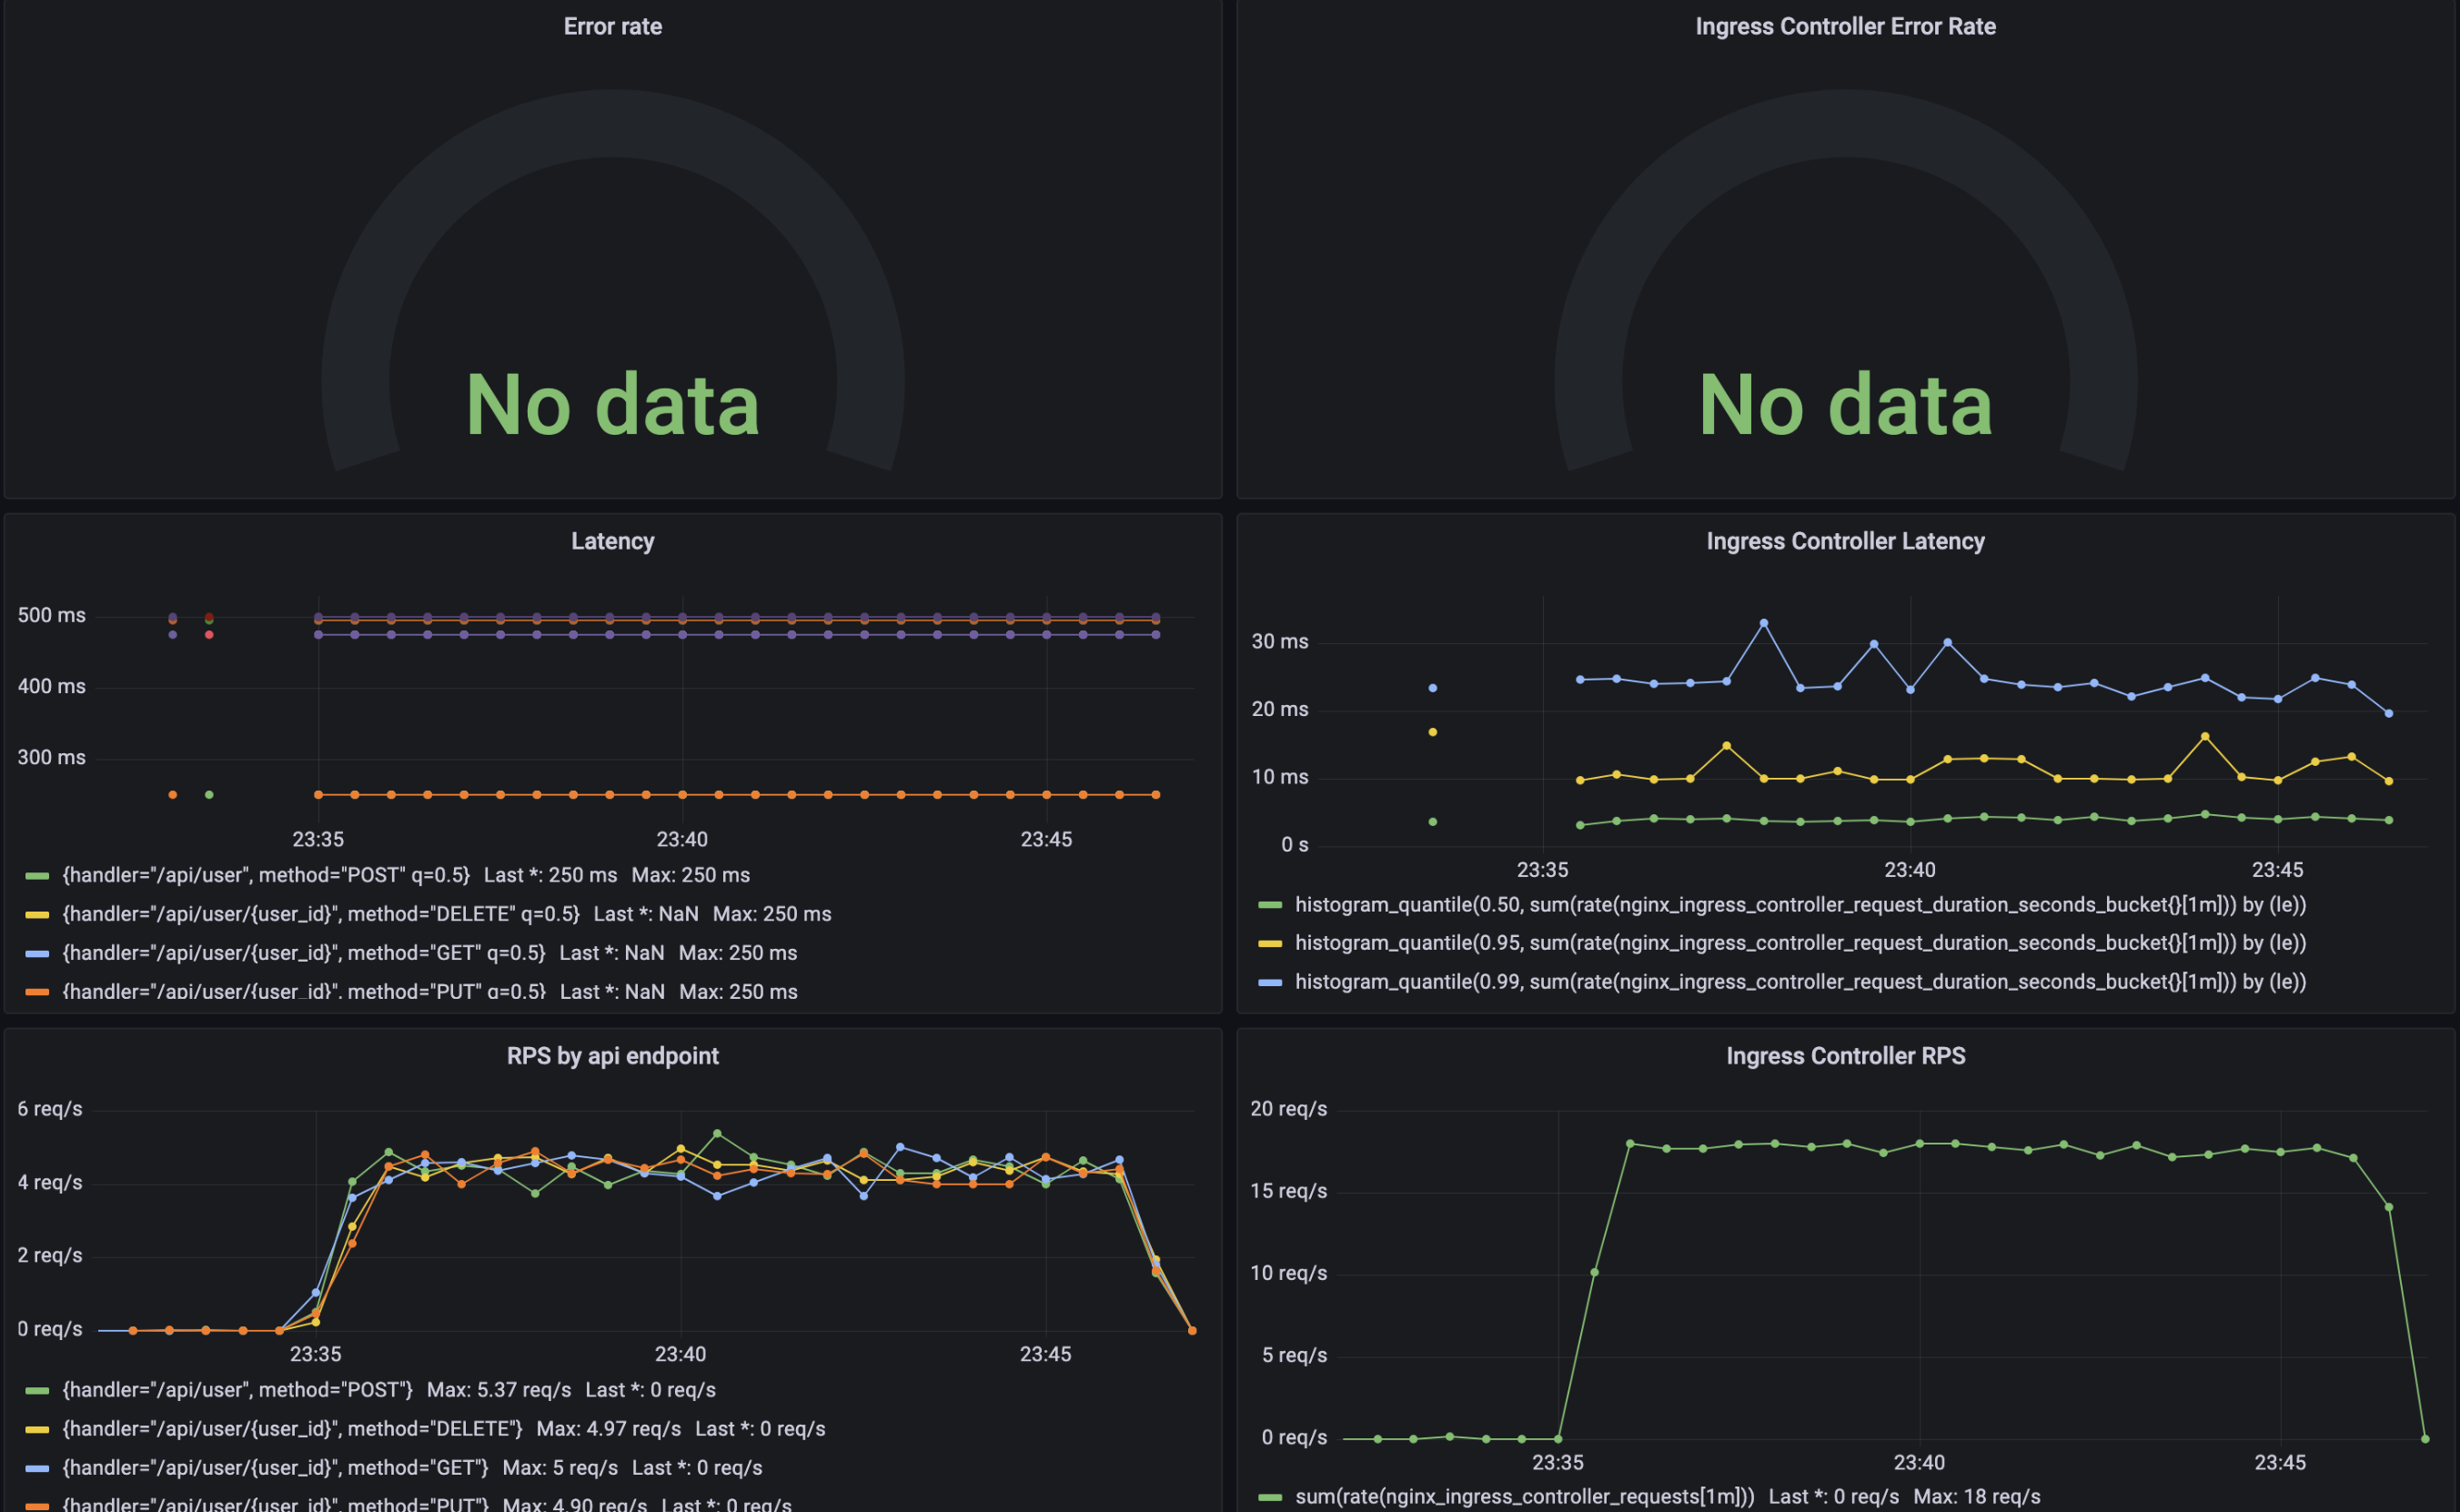 Error rate
No data
Ingress Controller Error Rate
No data
Latency
500 ms
400 ms
300 ms
23:35 23:40 23:45
{handler="/api/user", method="POST" q=0.5} Last *: 250 ms Max: 250 ms
{handler="/api/user/{user_id}", method="DELETE" q=0.5} Last *: NaN Max: 250 ms
{handler="/api/user/{user_id}", method="GET" q=0.5} Last *: NaN Max: 250 ms
{handler="/api/user/{user_id}", method="PUT" q=0.5} Last *: NaN Max: 250 ms
Ingress Controller Latency
30 ms
20 ms
10 ms
0 s
23:35 23:40 23:45
histogram_quantile(0.50, sum(rate(nginx_ingress_controller_request_duration_seconds_bucket{}[1m])) by (le))
histogram_quantile(0.95, sum(rate(nginx_ingress_controller_request_duration_seconds_bucket{}[1m])) by (le))
histogram_quantile(0.99, sum(rate(nginx_ingress_controller_request_duration_seconds_bucket{}[1m])) by (le))
RPS by api endpoint
6 req/s
4 req/s
2 req/s
0 req/s
23:35 23:40 23:45
{handler="/api/user", method="POST"} Max: 5.37 req/s Last *: 0 req/s
{handler="/api/user/{user_id}", method="DELETE"} Max: 4.97 req/s Last *: 0 req/s
{handler="/api/user/{user_id}", method="GET"} Max: 5 req/s Last *: 0 req/s
{handler="/api/user/{user_id}", method="PUT"} Max: 4.90 req/s Last *: 0 req/s
Ingress Controller RPS
20 req/s
15 req/s
10 req/s
5 req/s
0 req/s
23:35 23:40 23:45
sum(rate(nginx_ingress_controller_requests[1m])) Last *: 0 req/s Max: 18 req/s